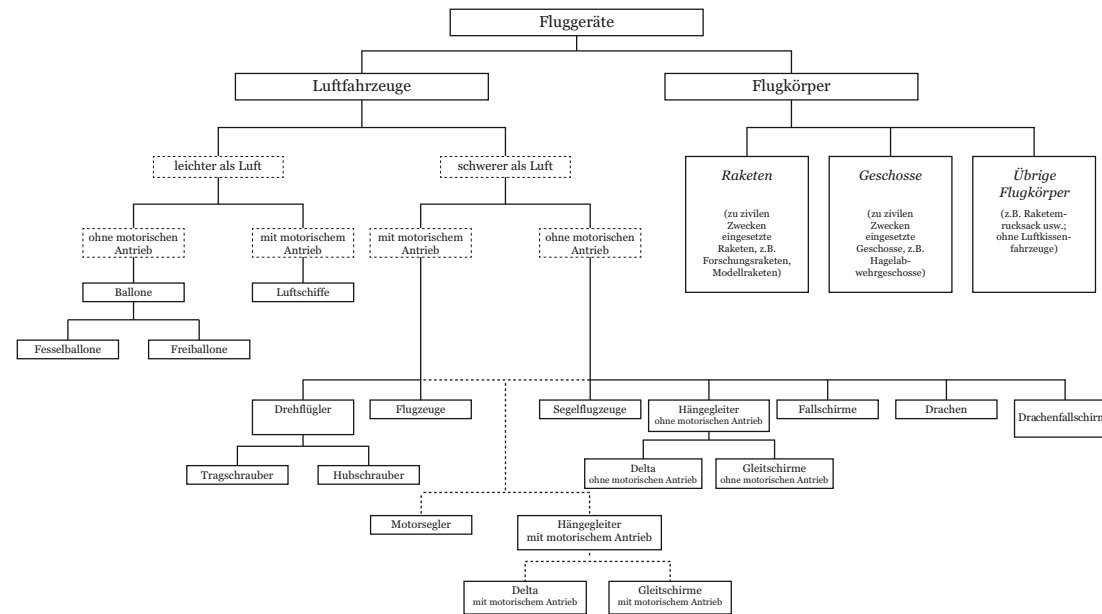 Fluggeräte
Luftfahrzeuge
Flugkörper
leichter als Luft
schwerer als Luft
Raketen
(zu zivilen
Zwecken
eingesetzte
Raketen, z.B.
Forschungsraketen,
Modellraketen)
Geschosse
(zu zivilen
Zwecken
eingesetzte
Geschosse, z.B.
Hagelab-
wehrgeschosse)
Übrige
Flugkörper
(z.B. Raketem-
rucksack usw.;
ohne Luftkissen-
fahrzeuge)
ohne motorischen
Antrieb
mit motorischem
Antrieb
mit motorischem
Antrieb
ohne motorischen
Antrieb
Ballone
Luftschiffe
Fesselballone
Freiballone
Drehflügler
Flugzeuge
Segelflugzeuge
Hängegleiter
ohne motorischen Antrieb
Fallschirme
Drachen
Drachenfallschirm
Tragschrauber
Hubschrauber
Delta
ohne motorischen Antrieb
Gleitschirme
ohne motorischen Antrieb
Motorsegler
Hängegleiter
mit motorischem Antrieb
Delta
mit motorischem Antrieb
Gleitschirme
mit motorischem Antrieb